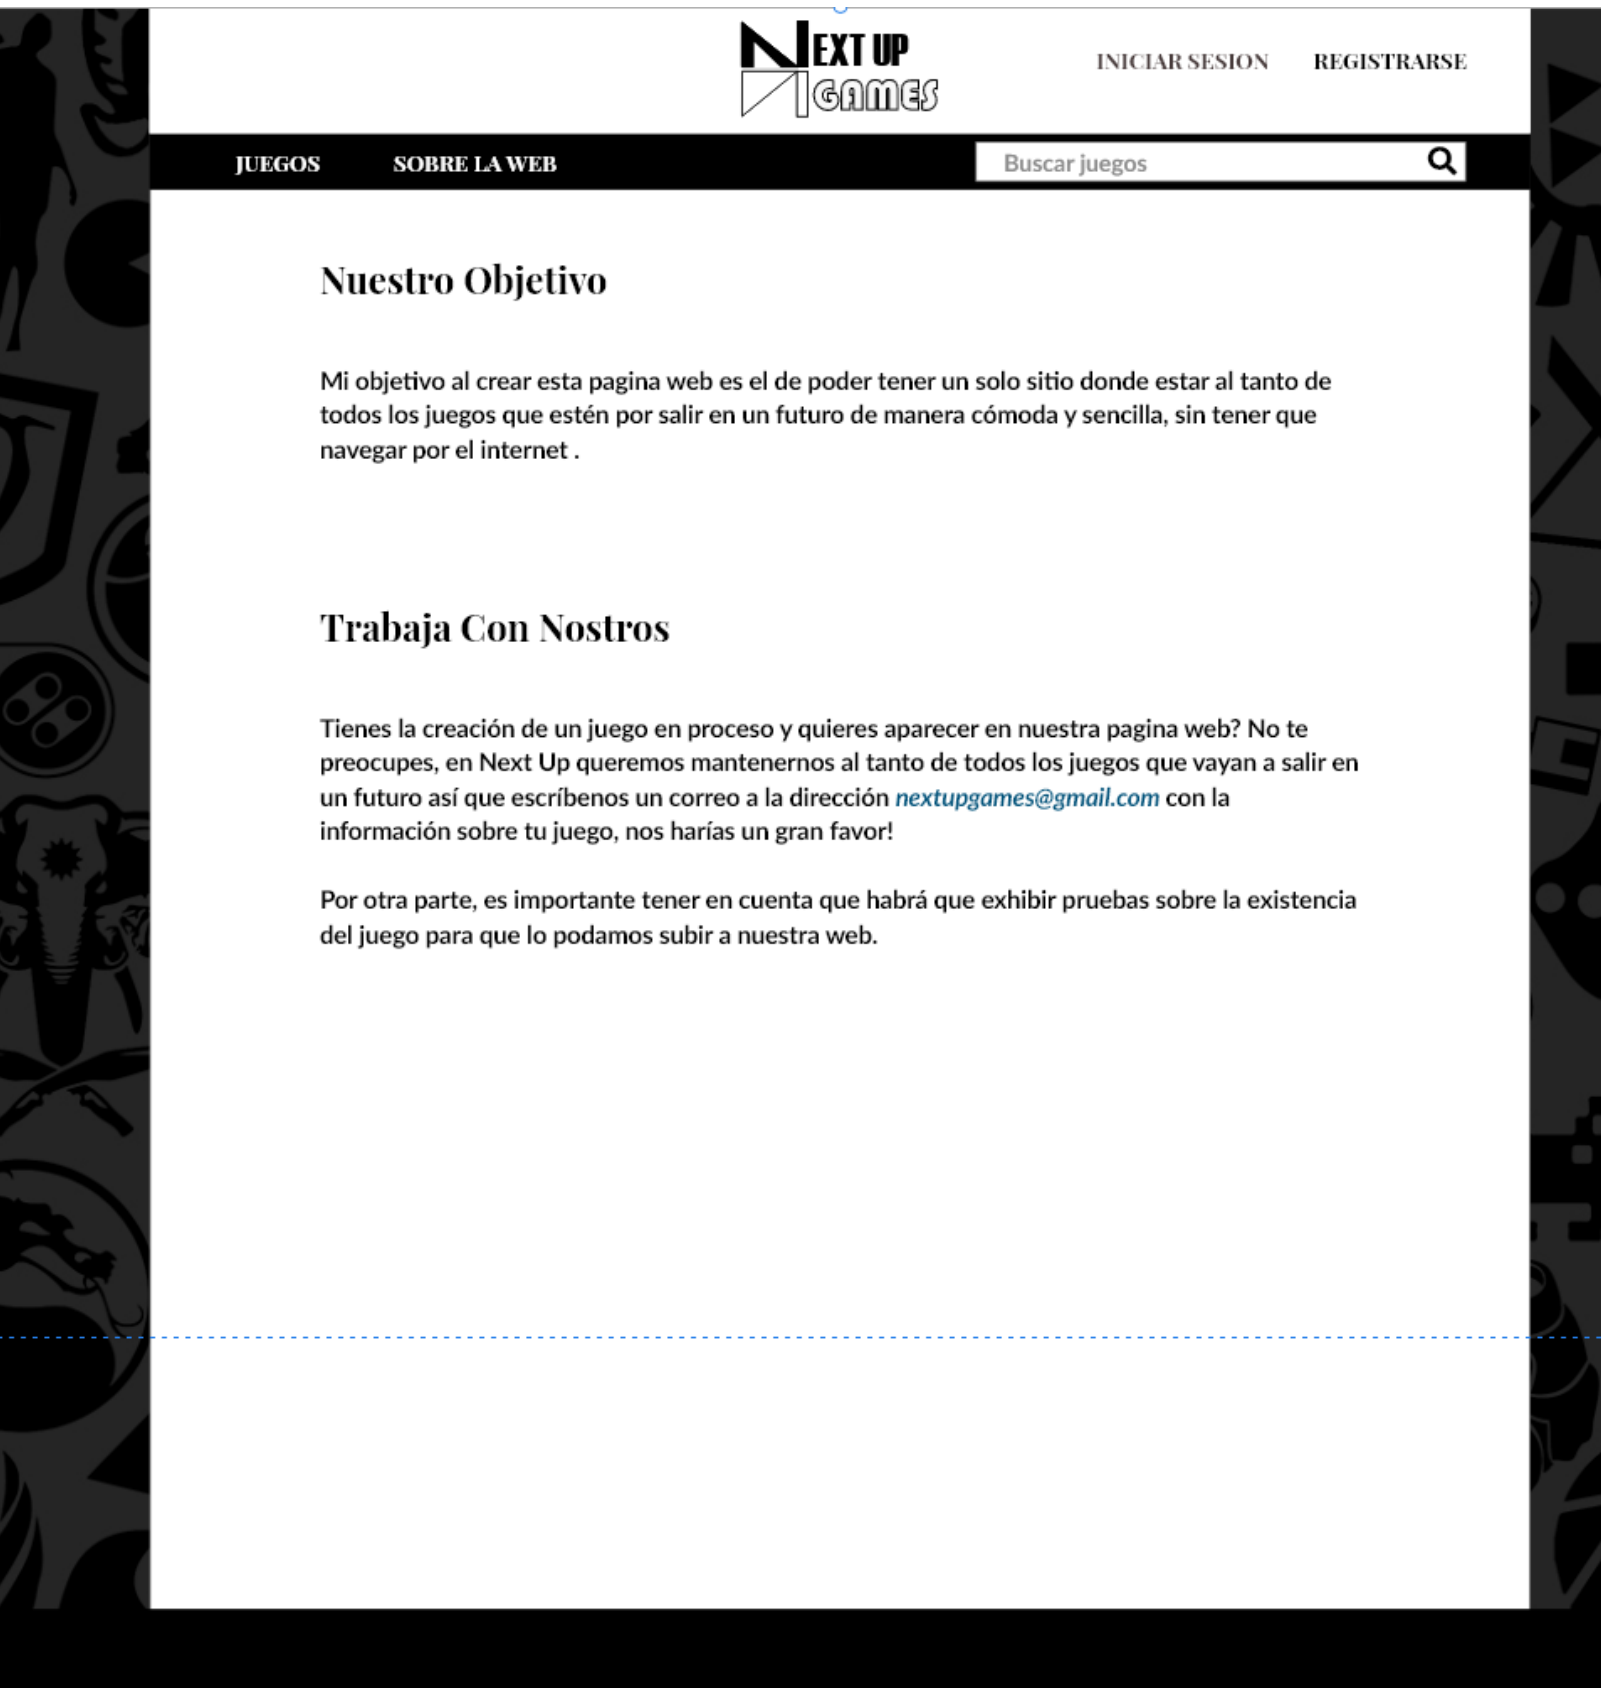 NEXT UP
GAMES
INICIAR SESION
REGISTRARSE
JUEGOS
SOBRE LA WEB
Buscar juegos
Nuestro Objetivo
Mi objetivo al crear esta pagina web es el de poder tener un solo sitio donde estar al tanto de
todos los juegos que estén por salir en un futuro de manera cómoda y sencilla, sin tener que
navegar por el internet .
Trabaja Con Nostros
Tienes la creación de un juego en proceso y quieres aparecer en nuestra pagina web? No te
preocupes, en Next Up queremos mantenernos al tanto de todos los juegos que vayan a salir en
un futuro así que escríbenos un correo a la dirección nextupgames@gmail.com con la
información sobre tu juego, nos harías un gran favor!
Por otra parte, es importante tener en cuenta que habrá que exhibir pruebas sobre la existencia
del juego para que lo podamos subir a nuestra web.